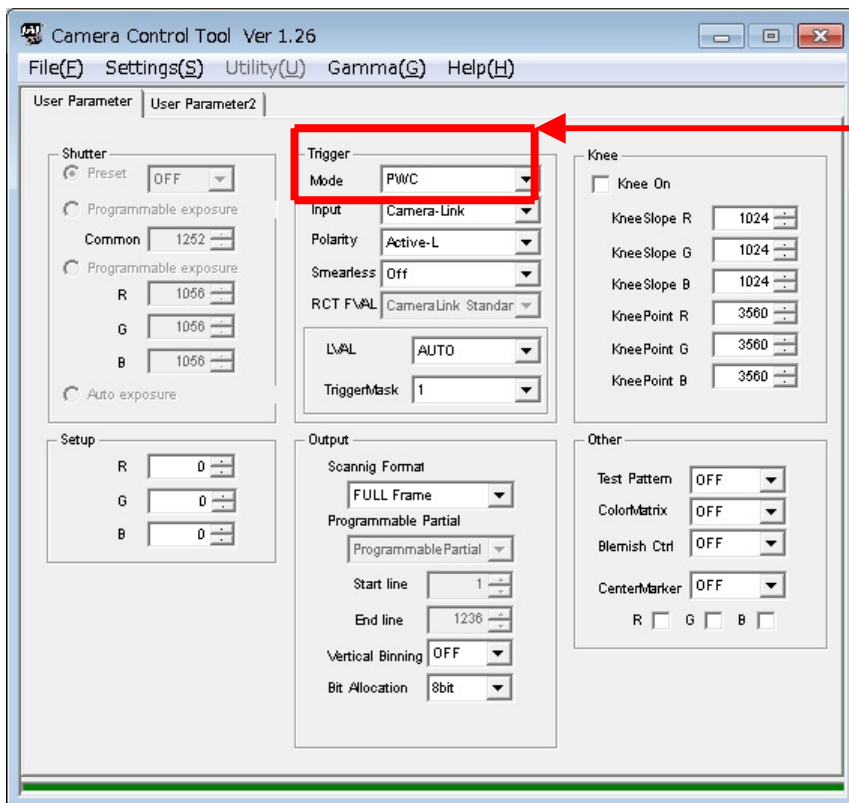 Camera Control Tool Ver 1.26
File(F) Settings(S) Utility(U) Gamma(G) Help(H)
User Parameter User Parameter2
Shutter
Preset OFF
Programmable exposure
Common 1252
Programmable exposure
R 1056
G 1056
B 1056
Auto exposure
Trigger
Mode PWC
Input Camera-Link
Polarity Active-L
Smearless Off
RCT FVAL CameraLink Standar
LVAL AUTO
TriggerMask 1
Knee
Knee On
KneeSlope R 1024
KneeSlope G 1024
KneeSlope B 1024
KneePoint R 3560
KneePoint G 3560
KneePoint B 3560
Setup
R 0
G 0
B 0
Output
Scannig Format
FULL Frame
Programmable Partial
ProgrammablePartial
Start line 1
End line 1236
Vertical Binning OFF
Bit Allocation 8bit
Other
Test Pattern OFF
ColorMatrix OFF
Blemish Ctrl OFF
CenterMarker OFF
R G B